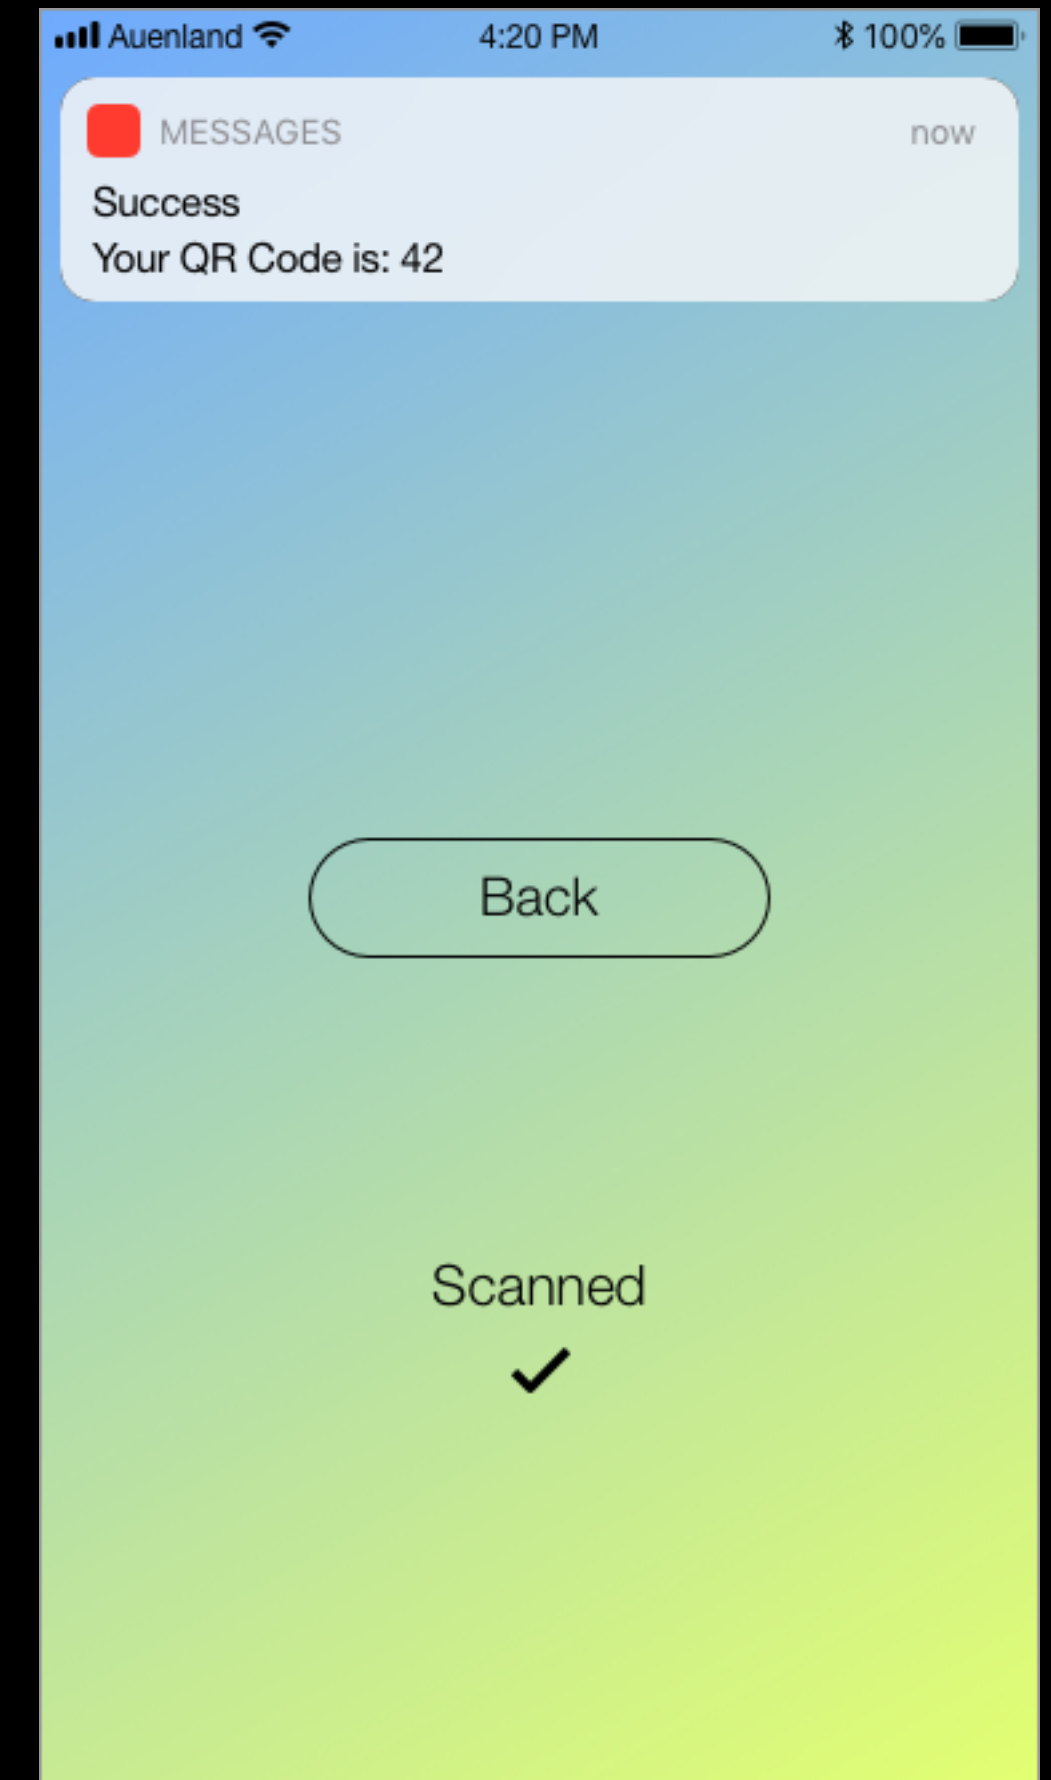 Auenland 4:20 PM 100%
MESSAGES now
Success
Your QR Code is: 42
Back
Scanned